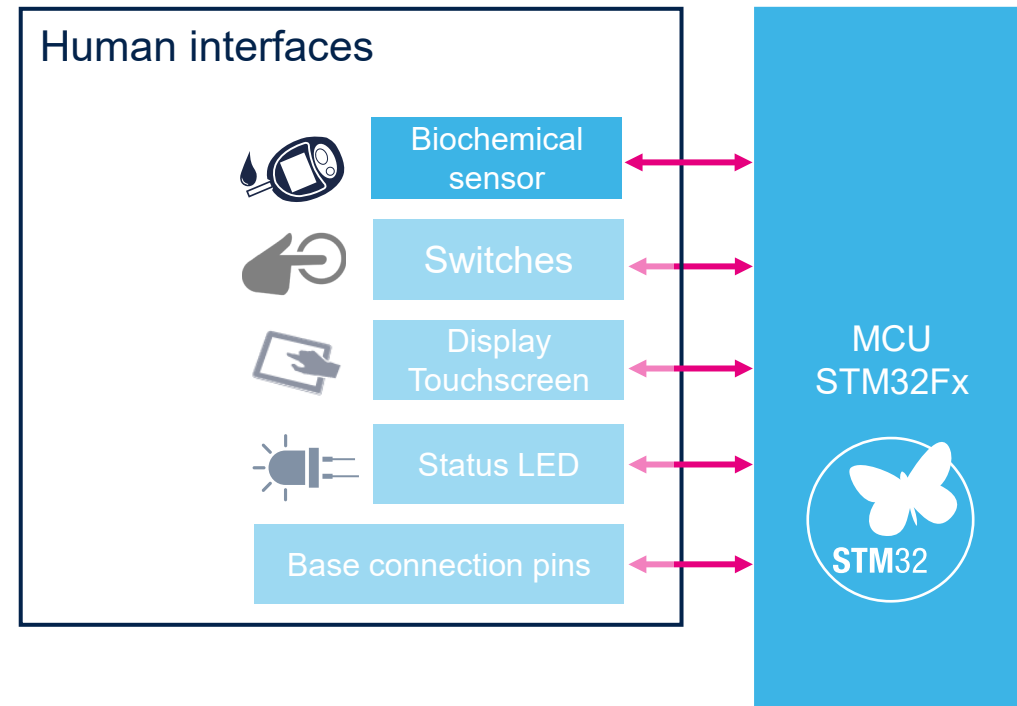 Human interfaces
Biochemical
sensor
Switches
Display
Touchscreen
Status LED
Base connection pins
MCU
STM32Fx
STM32